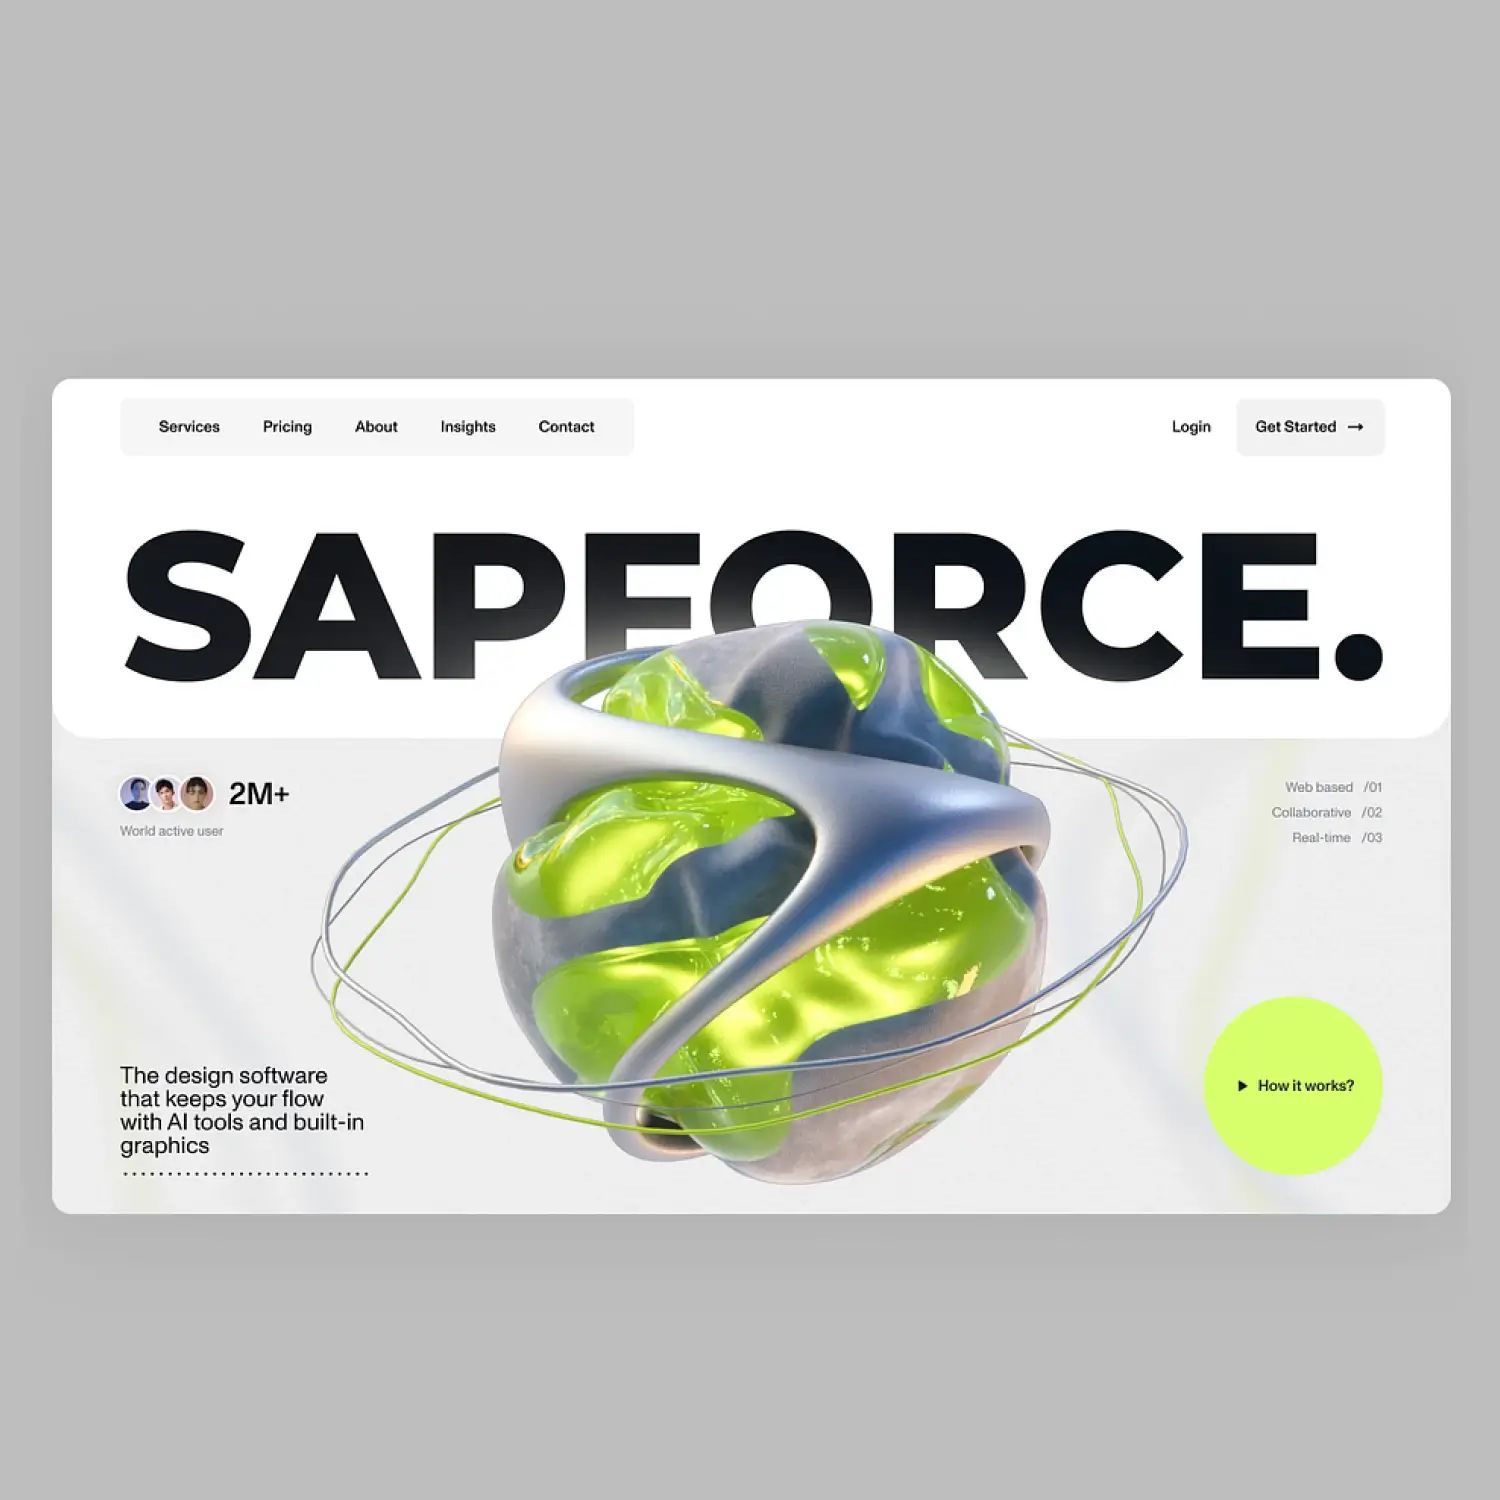 Services Pricing About Insights Contact Login Get Started →
SAPFORCE.
2M+
World active user
Web based /01
Collaborative /02
Real-time /03
The design software
that keeps your flow
with AI tools and built-in
graphics
How it works?